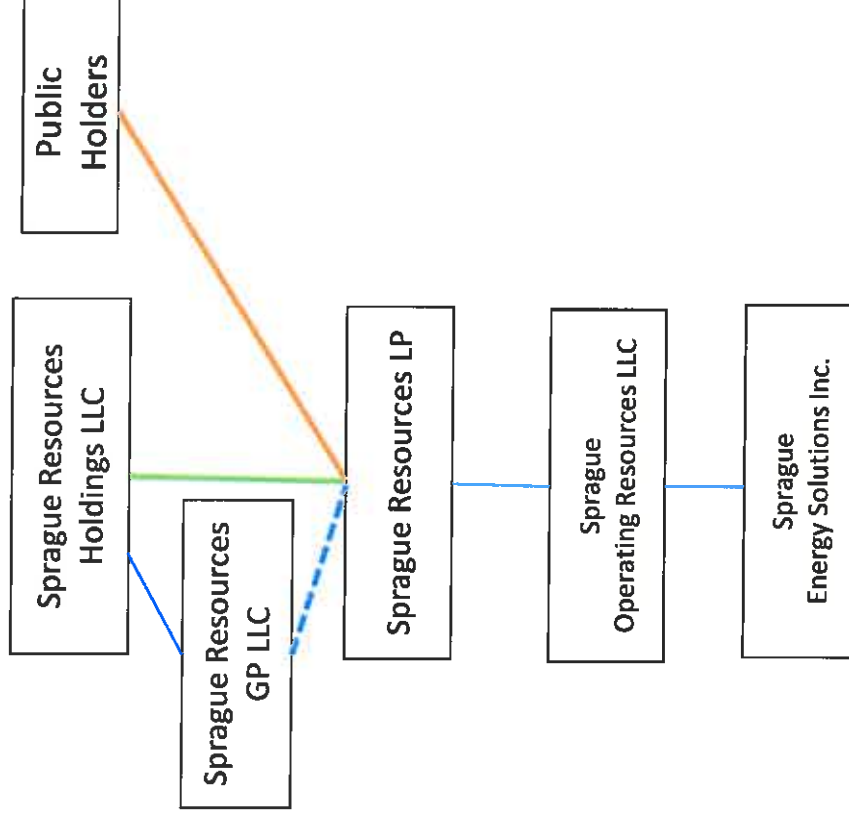 Sprague Resources
Holdings LLC
Public
Holders
Sprague Resources
GP LLC
Sprague Resources LP
Sprague
Operating Resources LLC
Sprague
Energy Solutions Inc.